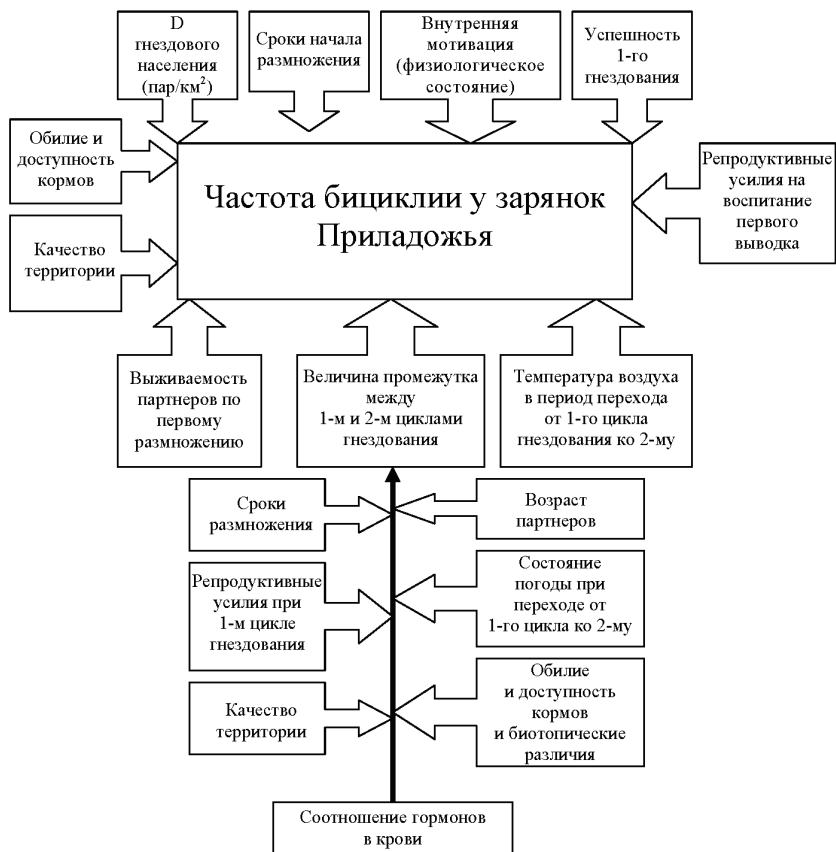 D
гнездового
населения
(пар/км²)
Сроки начала
размножения
Внутренняя
мотивация
(физиологическое
состояние)
Успешность
1-го
гнездования
Обилие и
доступность
кормов
Частота бициклии у зарянок
Приладожья
Репродуктивные
усилия на
воспитание
первого
выводка
Качество
территории
Выживаемость
партнеров по
первому
размножению
Величина промежутка
между
1-м и 2-м циклами
гнездования
Температура воздуха
в период перехода
от 1-го цикла
гнездования ко 2-му
Сроки
размножения
Возраст
партнеров
Репродуктивные
усилия при
1-м цикле
гнездования
Состояние
погоды при
переходе от
1-го цикла ко 2-му
Качество
территории
Обилие
и доступность
кормов
и биотопические
различия
Соотношение гормонов
в крови